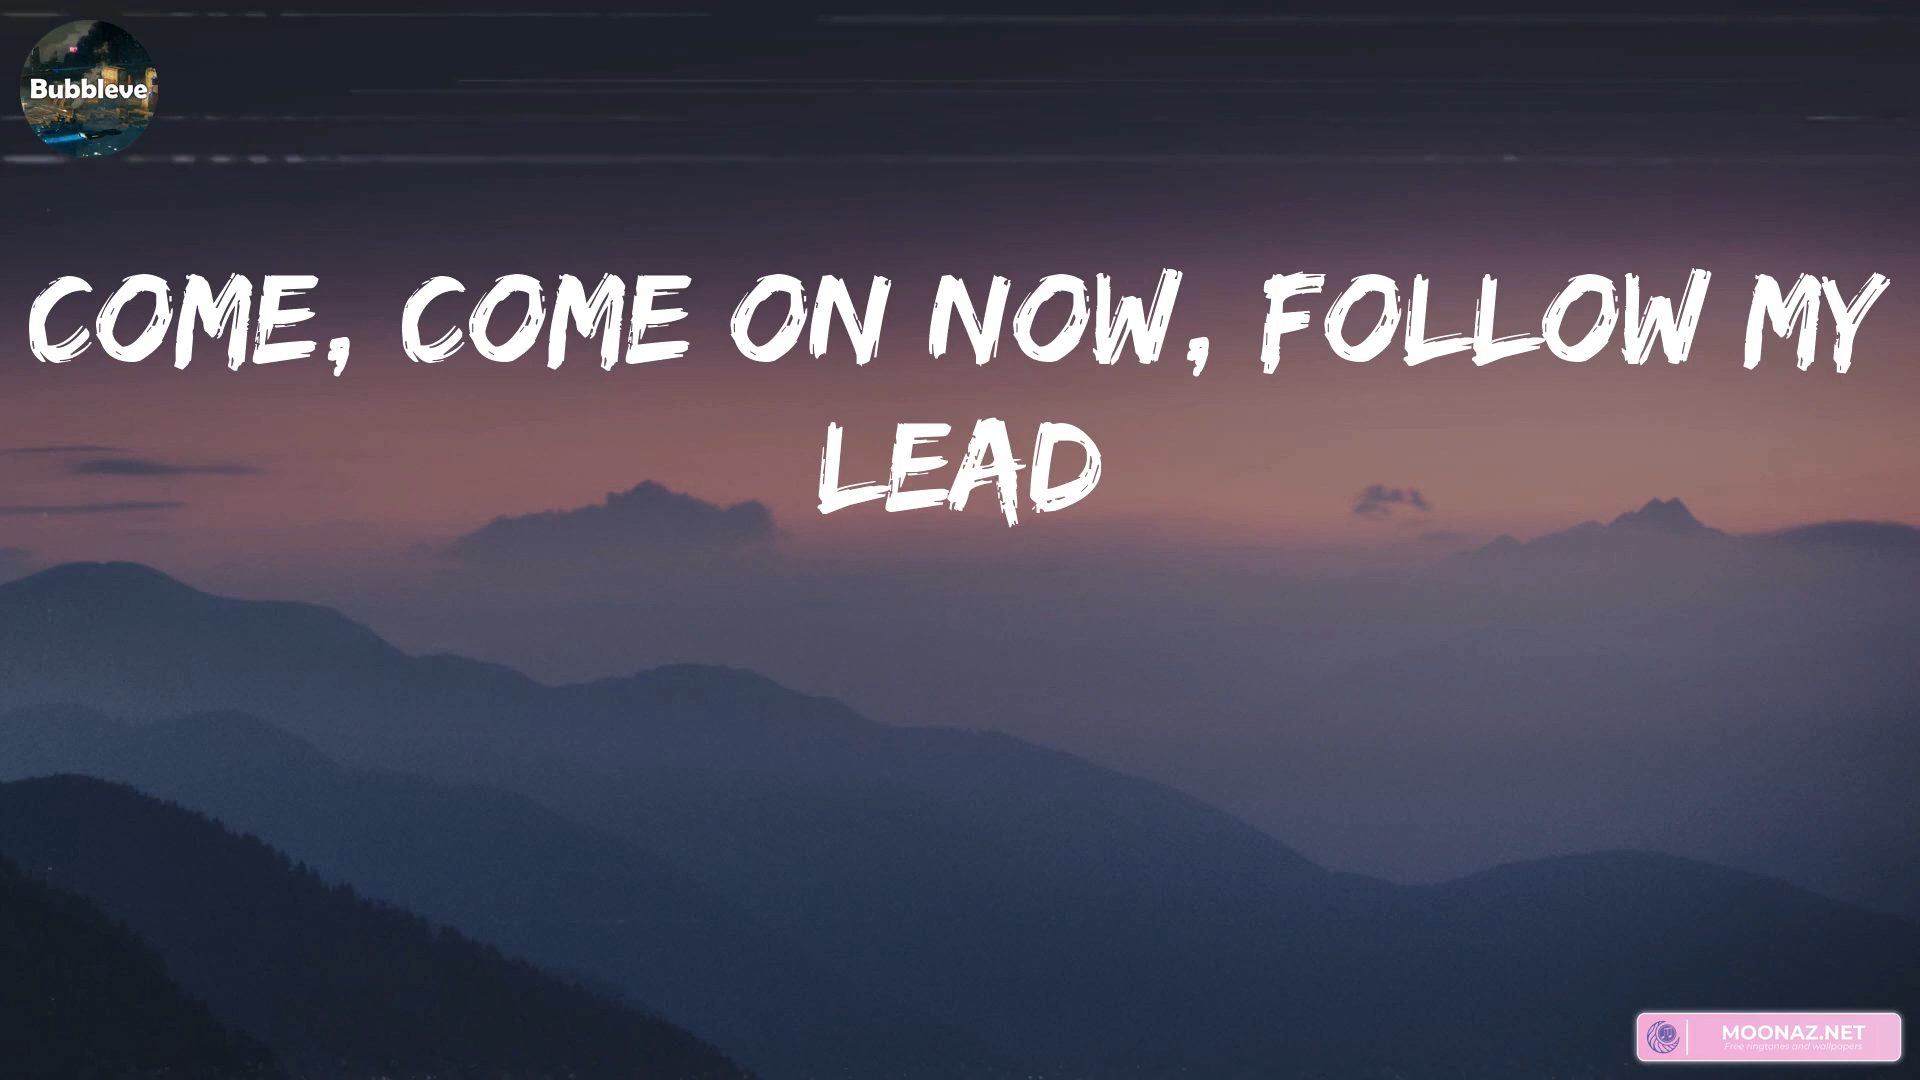 Bubbleve
COME, COME ON NOW, FOLLOW MY
LEAD
MOONAZ.NET
Free ringtones and wallpapers